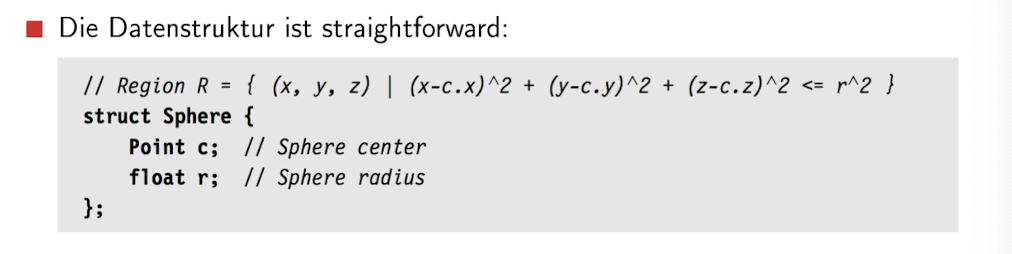 Die Datenstruktur ist straightforward:
// Region R = { (x, y, z) | (x-c.x)^2 + (y-c.y)^2 + (z-c.z)^2 <= r^2 }
struct Sphere {
    Point c;  // Sphere center
    float r;  // Sphere radius
};